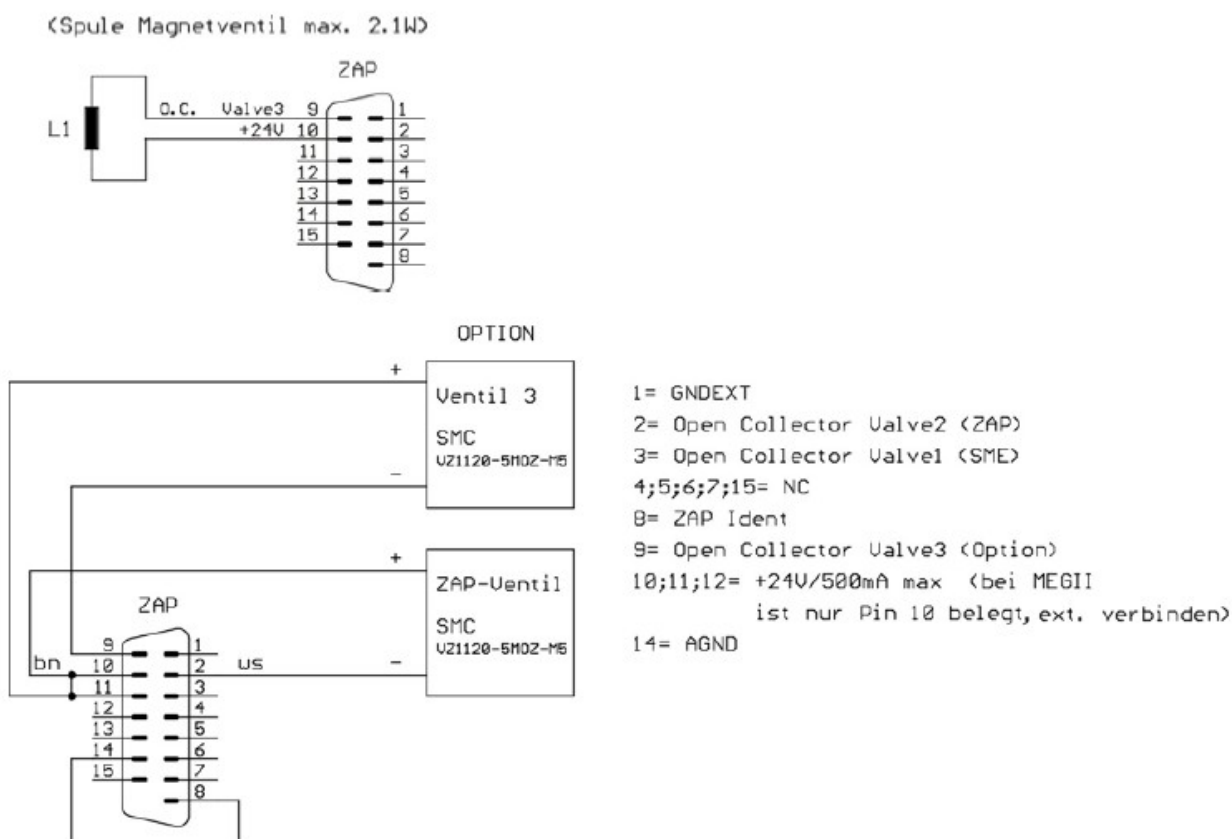 (Spule Magnetventil max. 2.1W)
ZAP
L1
O.C. Valve3 9
+24V 10
11
12
13
14
15
1
2
3
4
5
6
7
8
OPTION
+
Ventil 3
SMC
VZ1120-5MOZ-M5
-
+
ZAP-Ventil
SMC
VZ1120-5MOZ-M5
-
ZAP
9
bn 10
11
12
13
14
15
1
2 ws
3
4
5
6
7
8
1= GNDEXT
2= Open Collector Valve2 (ZAP)
3= Open Collector Valve1 (SME)
4;5;6;7;15= NC
8= ZAP Ident
9= Open Collector Valve3 (Option)
10;11;12= +24V/500mA max (bei MEGII
ist nur Pin 10 belegt, ext. verbinden)
14= AGND